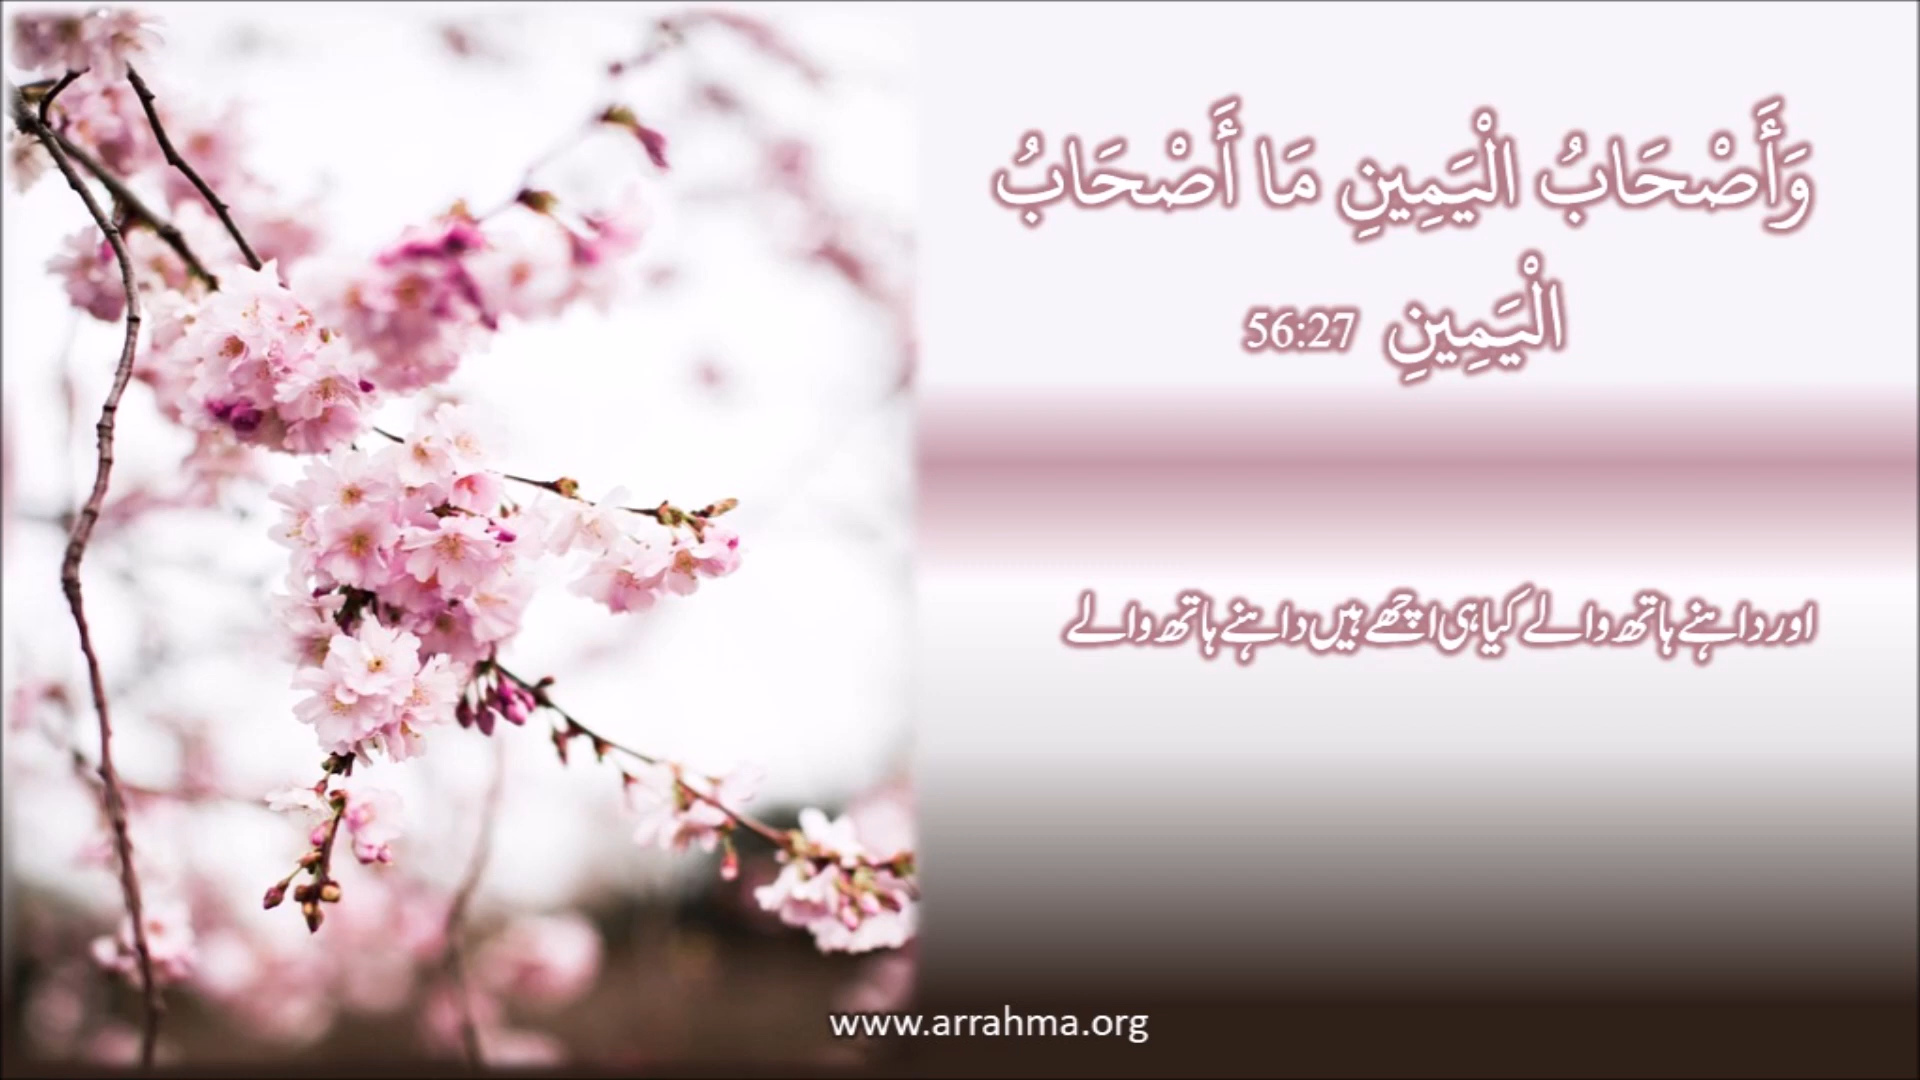 وَأَصْحَابُ الْيَمِينِ مَا أَصْحَابُ
الْيَمِينِ 56:27
اور داہنے ہاتھ والے کیا ہی اچھے ہیں داہنے ہاتھ والے
www.arrahma.org